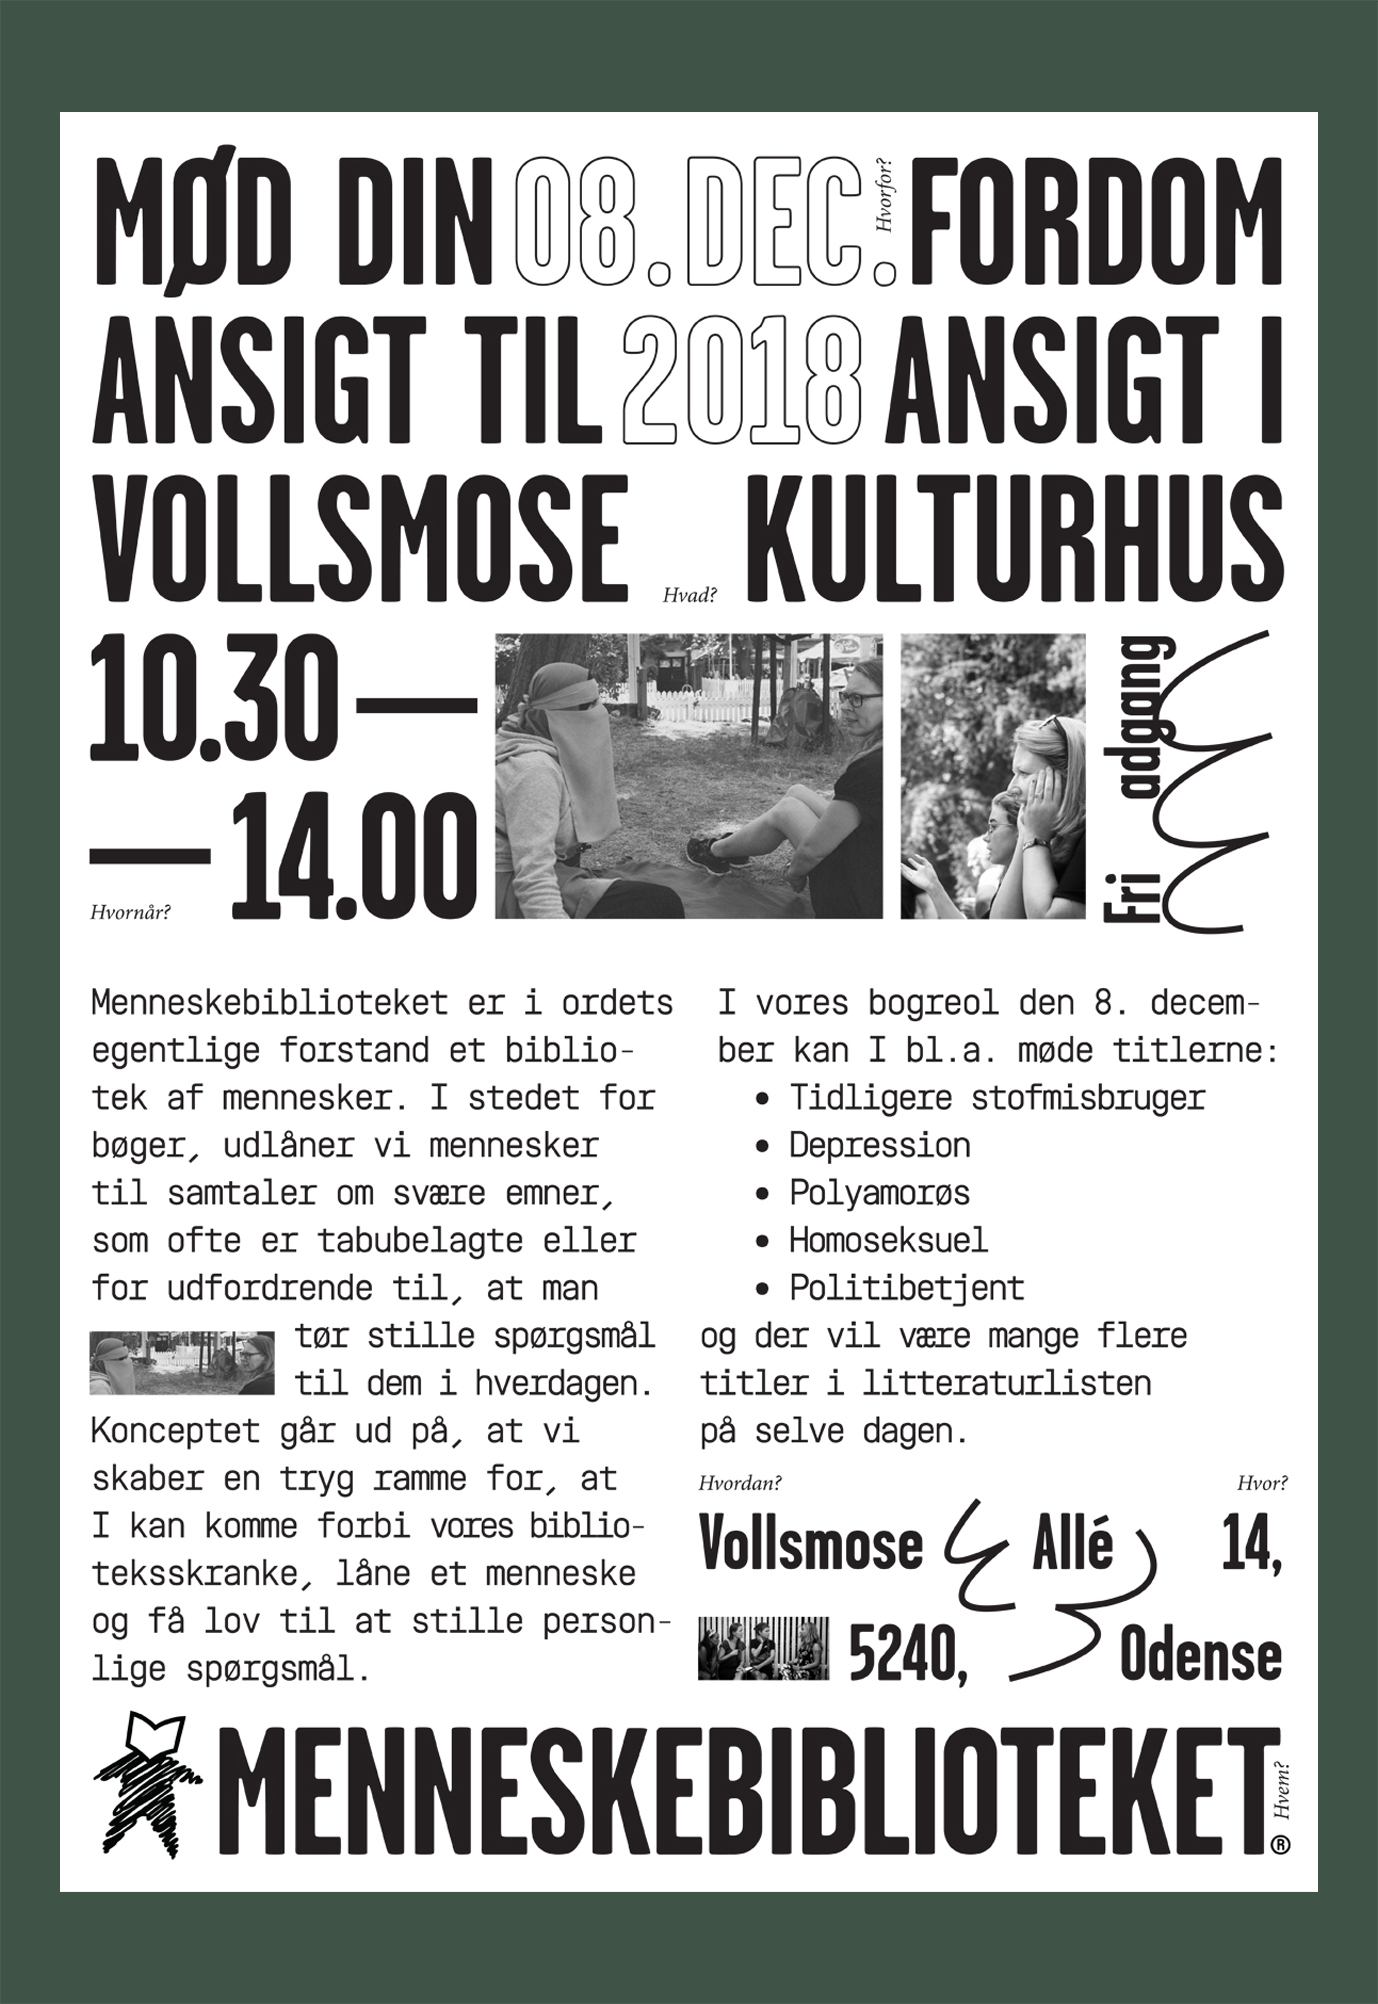 MØD DIN 08. DEC. Hvorfor? FORDOM
ANSIGT TIL 2018 ANSIGT I
VOLLSMOSE Hvad? KULTURHUS
10.30 —
— 14.00
Hvornår?
Fri adgang
Menneskebiblioteket er i ordets
egentlige forstand et biblio-
tek af mennesker. I stedet for
bøger, udlåner vi mennesker
til samtaler om svære emner,
som ofte er tabubelagte eller
for udfordrende til, at man
tør stille spørgsmål
til dem i hverdagen.
Konceptet går ud på, at vi
skaber en tryg ramme for, at
I kan komme forbi vores biblio-
teksskranke, låne et menneske
og få lov til at stille person-
lige spørgsmål.
I vores bogreol den 8. decem-
ber kan I bl.a. møde titlerne:
• Tidligere stofmisbruger
• Depression
• Polyamorøs
• Homoseksuel
• Politibetjent
og der vil være mange flere
titler i litteraturlisten
på selve dagen.
Hvordan? Hvor?
Vollsmose Allé 14,
5240, Odense
MENNESKEBIBLIOTEKET®
Hvem?